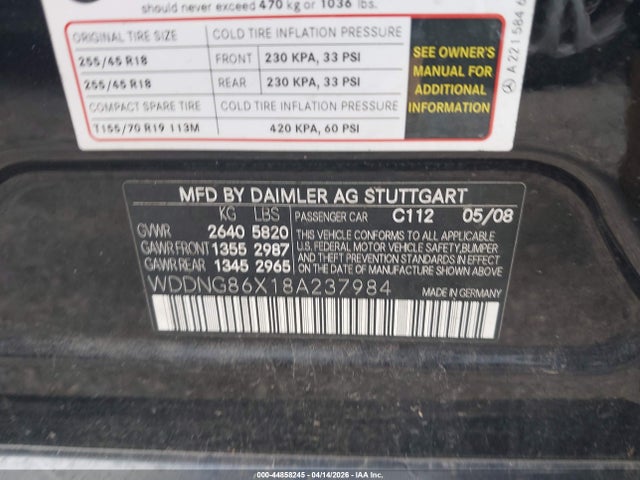 should never exceed 470 kg or 1036 lbs.
ORIGINAL TIRE SIZE COLD TIRE INFLATION PRESSURE
255/45 R18 FRONT 230 KPA, 33 PSI
255/45 R18 REAR 230 KPA, 33 PSI
COMPACT SPARE TIRE COLD TIRE INFLATION PRESSURE
T155/70 R19 113M 420 KPA, 60 PSI
SEE OWNER'S
MANUAL FOR
ADDITIONAL
INFORMATION
A 221 584 6
MFD BY DAIMLER AG STUTTGART
KG LBS PASSENGER CAR C112 05/08
GVWR 2640 5820
GAWR FRONT 1355 2987
GAWR REAR 1345 2965
THIS VEHICLE CONFORMS TO ALL APPLICABLE
U.S. FEDERAL MOTOR VEHICLE SAFETY,BUMPER
AND THEFT PREVENTION STANDARDS IN EFFECT
ON THE DATE OF MANUFACTURE SHOWN ABOVE.
WDDNG86X18A237984 MADE IN GERMANY
000-44858245 - 04/14/2026 - IAAI, Inc.